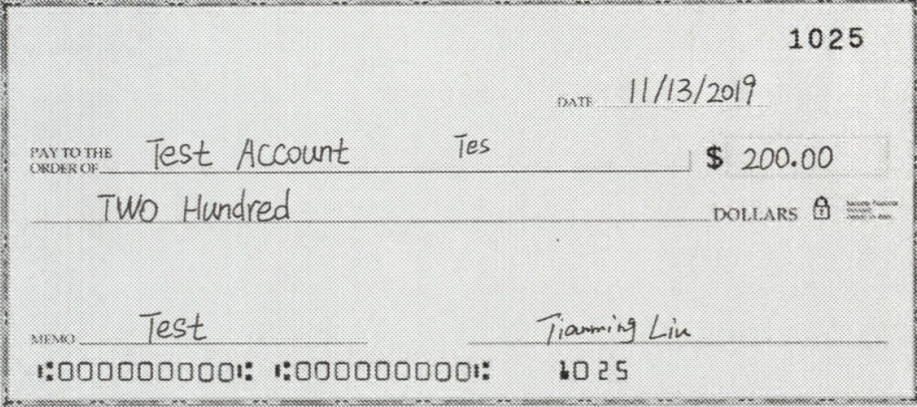 1025
DATE 11/13/2019
PAY TO THE ORDER OF Test Account Tes $ 200.00
TWO Hundred DOLLARS
MEMO Test Tianming Liu
⑆000000000⑆ ⑆000000000⑆ 1025